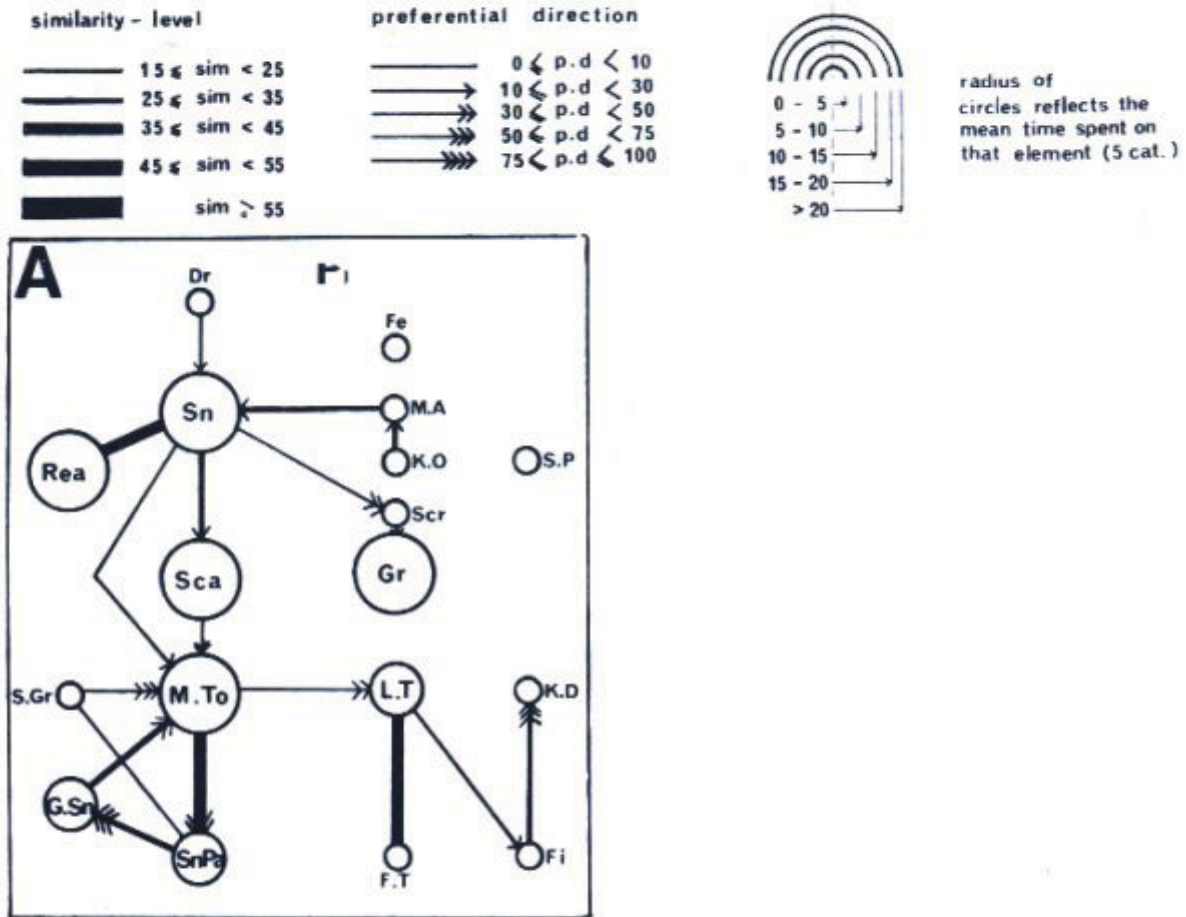 similarity - level
15 ⩽ sim < 25
25 ⩽ sim < 35
35 ⩽ sim < 45
45 ⩽ sim < 55
sim ⩾ 55
preferential direction
0 ⩽ p.d < 10
10 ⩽ p.d < 30
30 ⩽ p.d < 50
50 ⩽ p.d < 75
75 ⩽ p.d ⩽ 100
0 - 5
5 - 10
10 - 15
15 - 20
> 20
radius of
circles reflects the
mean time spent on
that element (5 cat.)
A
Dr
Fe
Sn
M.A
Rea
K.O
S.P
Scr
Sca
Gr
S.Gr
M.To
L.T
K.D
G.Sn
SnPa
F.T
Fi